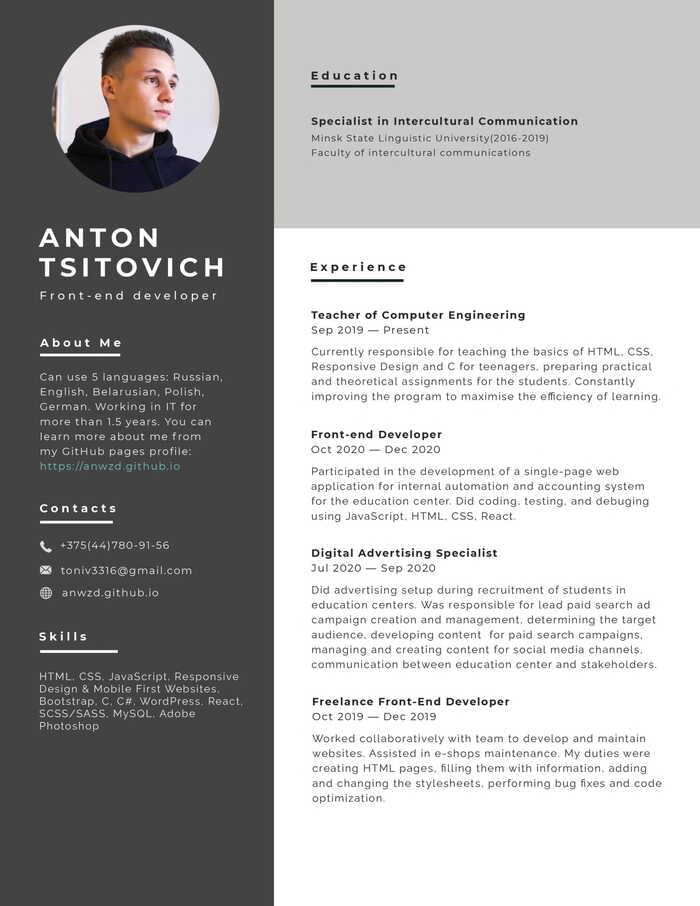 ANTON
TSITOVICH
Front-end developer
About Me
Can use 5 languages: Russian,
English, Belarusian, Polish,
German. Working in IT for
more than 1.5 years. You can
learn more about me from
my GitHub pages profile:
https://anwzd.github.io
Contacts
+375(44)780-91-56
toniv3316@gmail.com
anwzd.github.io
Skills
HTML, CSS, JavaScript, Responsive
Design & Mobile First Websites,
Bootstrap, C, C#, WordPress, React,
SCSS/SASS, MySQL, Adobe
Photoshop
Education
Specialist in Intercultural Communication
Minsk State Linguistic University(2016-2019)
Faculty of intercultural communications
Experience
Teacher of Computer Engineering
Sep 2019 — Present
Currently responsible for teaching the basics of HTML, CSS,
Responsive Design and C for teenagers, preparing practical
and theoretical assignments for the students. Constantly
improving the program to maximise the efficiency of learning.
Front-end Developer
Oct 2020 — Dec 2020
Participated in the development of a single-page web
application for internal automation and accounting system
for the education center. Did coding, testing, and debuging
using JavaScript, HTML, CSS, React.
Digital Advertising Specialist
Jul 2020 — Sep 2020
Did advertising setup during recruitment of students in
education centers. Was responsible for lead paid search ad
campaign creation and management, determining the target
audience, developing content for paid search campaigns,
managing and creating content for social media channels,
communication between education center and stakeholders.
Freelance Front-End Developer
Oct 2019 — Dec 2019
Worked collaboratively with team to develop and maintain
websites. Assisted in e-shops maintenance. My duties were
creating HTML pages, filling them with information, adding
and changing the stylesheets, performing bug fixes and code
optimization.